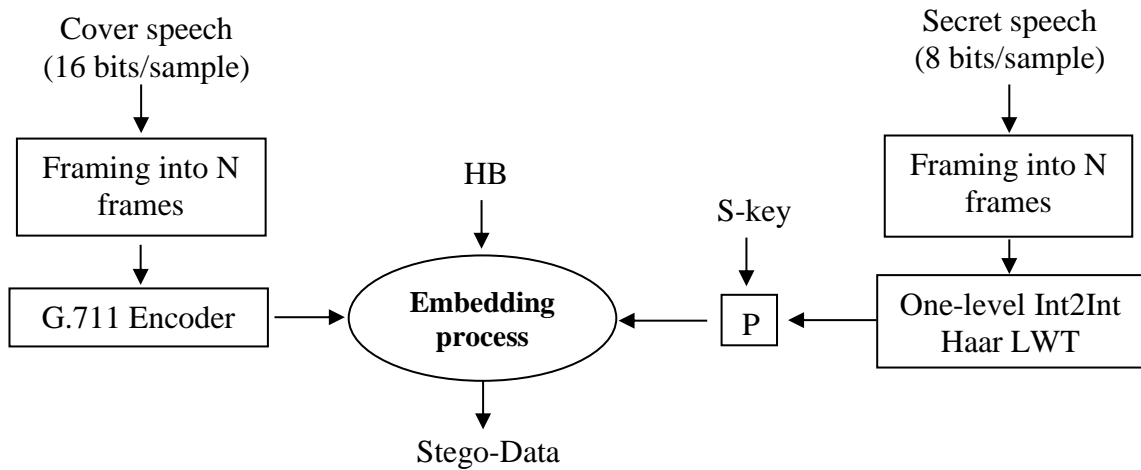 Cover speech
(16 bits/sample)
Secret speech
(8 bits/sample)
Framing into N
frames
HB
S-key
Framing into N
frames
G.711 Encoder
Embedding
process
P
One-level Int2Int
Haar LWT
Stego-Data